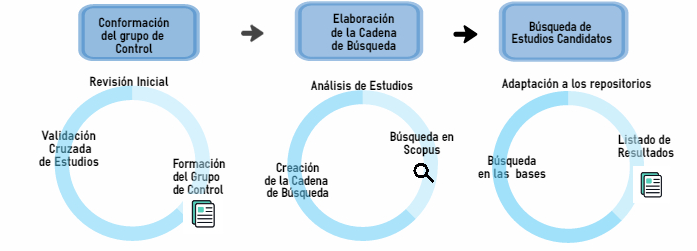 Conformación
del grupo de
Control
Elaboración
de la Cadena
de Búsqueda
Búsqueda de
Estudios Candidatos
Revisión Inicial
Validación
Cruzada
de Estudios
Formación
del Grupo
de Control
Análisis de Estudios
Búsqueda en
Scopus
Creación
de la Cadena
de Búsqueda
Adaptación a los repositorios
Búsqueda
en las bases
Listado de
Resultados